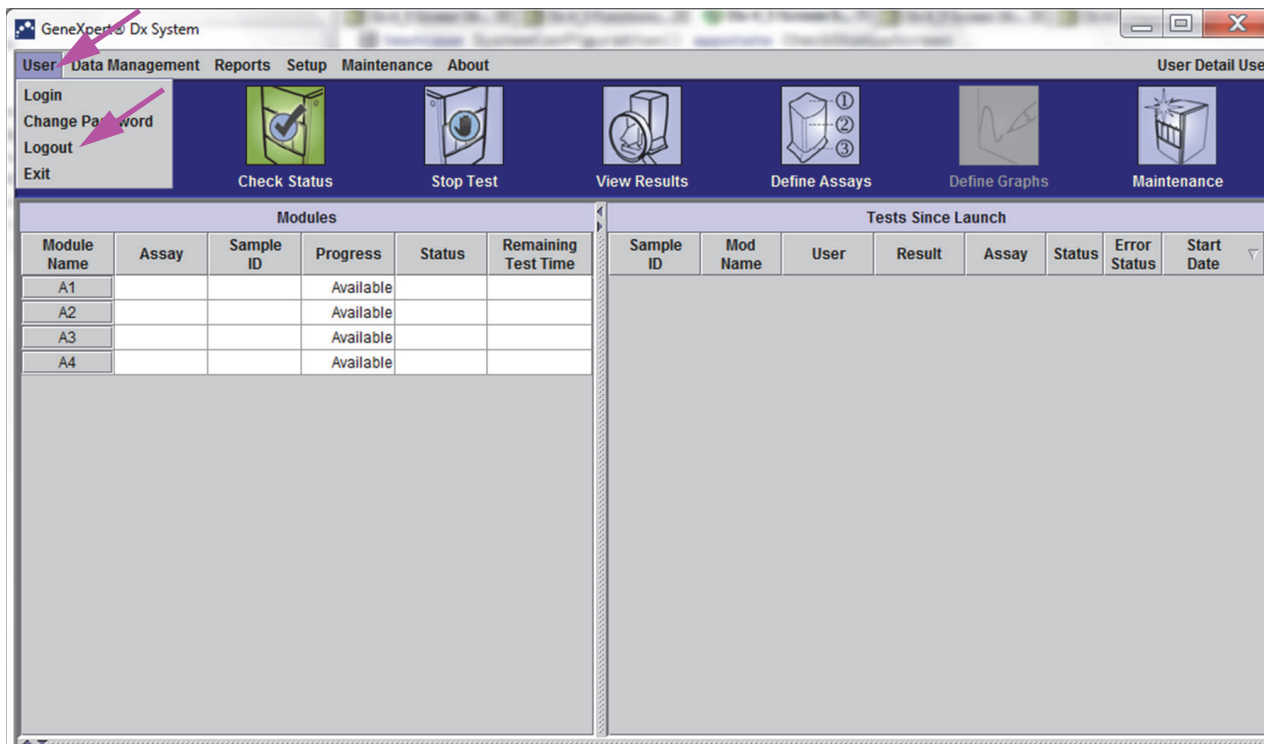 GeneXpert® Dx System
User Data Management Reports Setup Maintenance About User Detail Use
Login
Change Password
Logout
Exit
Check Status Stop Test View Results Define Assays Define Graphs Maintenance
① ② ③
Modules Tests Since Launch
Module Name Assay Sample ID Progress Status Remaining Test Time Sample ID Mod Name User Result Assay Status Error Status Start Date
A1 Available
A2 Available
A3 Available
A4 Available